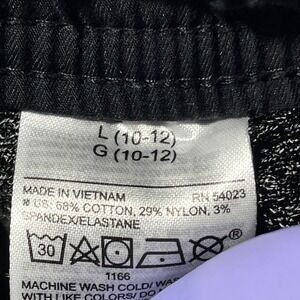 L (10-12)
G (10-12)
MADE IN VIETNAM RN 54023
US: 68% COTTON, 29% NYLON, 3%
SPANDEX/ELASTANE
30
1166
MACHINE WASH COLD/
WITH LIKE COLORS/ DO